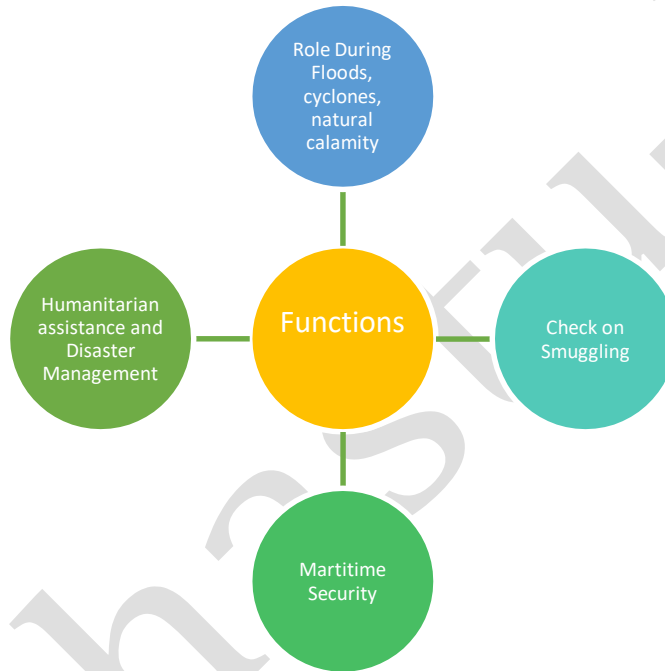 Role During
Floods,
cyclones,
natural
calamity
Humanitarian
assistance and
Disaster
Management
Functions
Check on
Smuggling
Martitime
Security